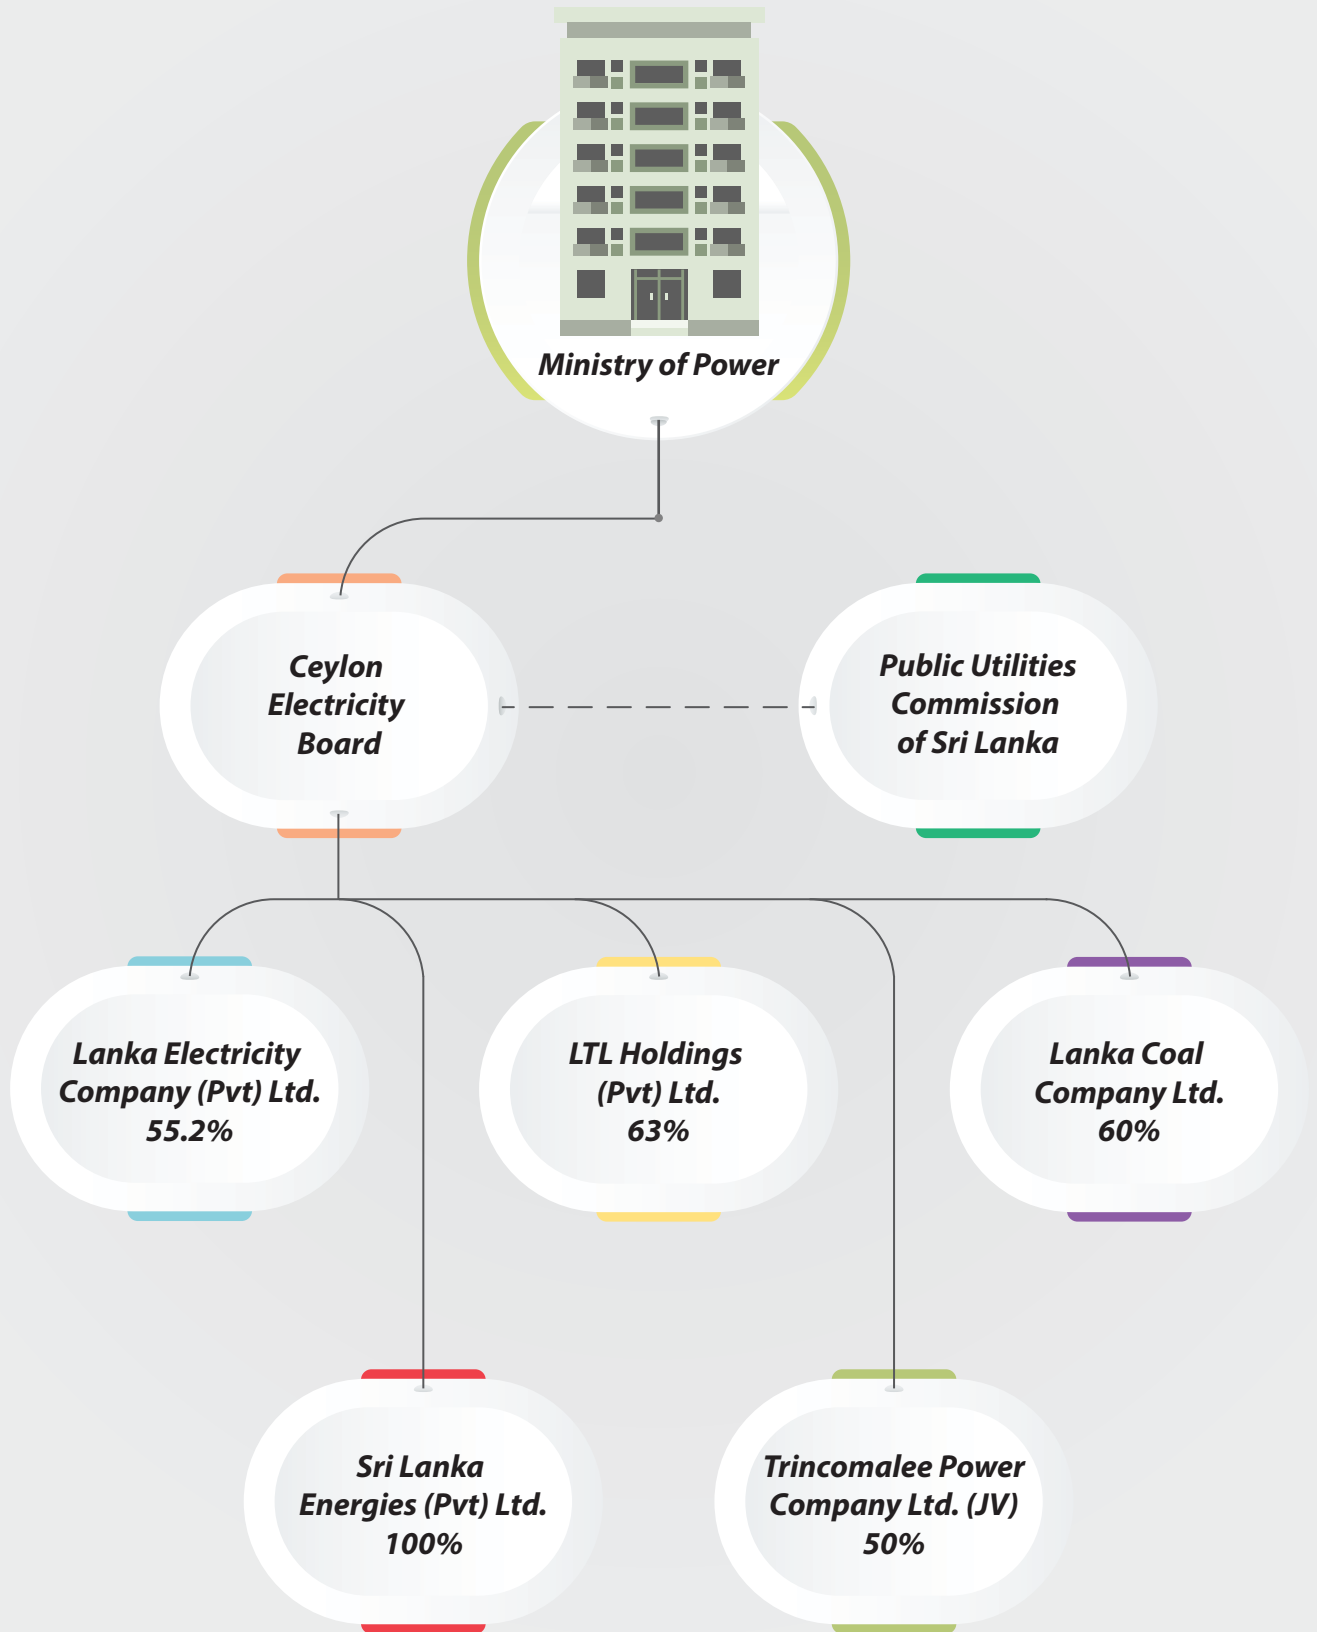 Ministry of Power
Ceylon
Electricity
Board
Public Utilities
Commission
of Sri Lanka
Lanka Electricity
Company (Pvt) Ltd.
55.2%
LTL Holdings
(Pvt) Ltd.
63%
Lanka Coal
Company Ltd.
60%
Sri Lanka
Energies (Pvt) Ltd.
100%
Trincomalee Power
Company Ltd. (JV)
50%